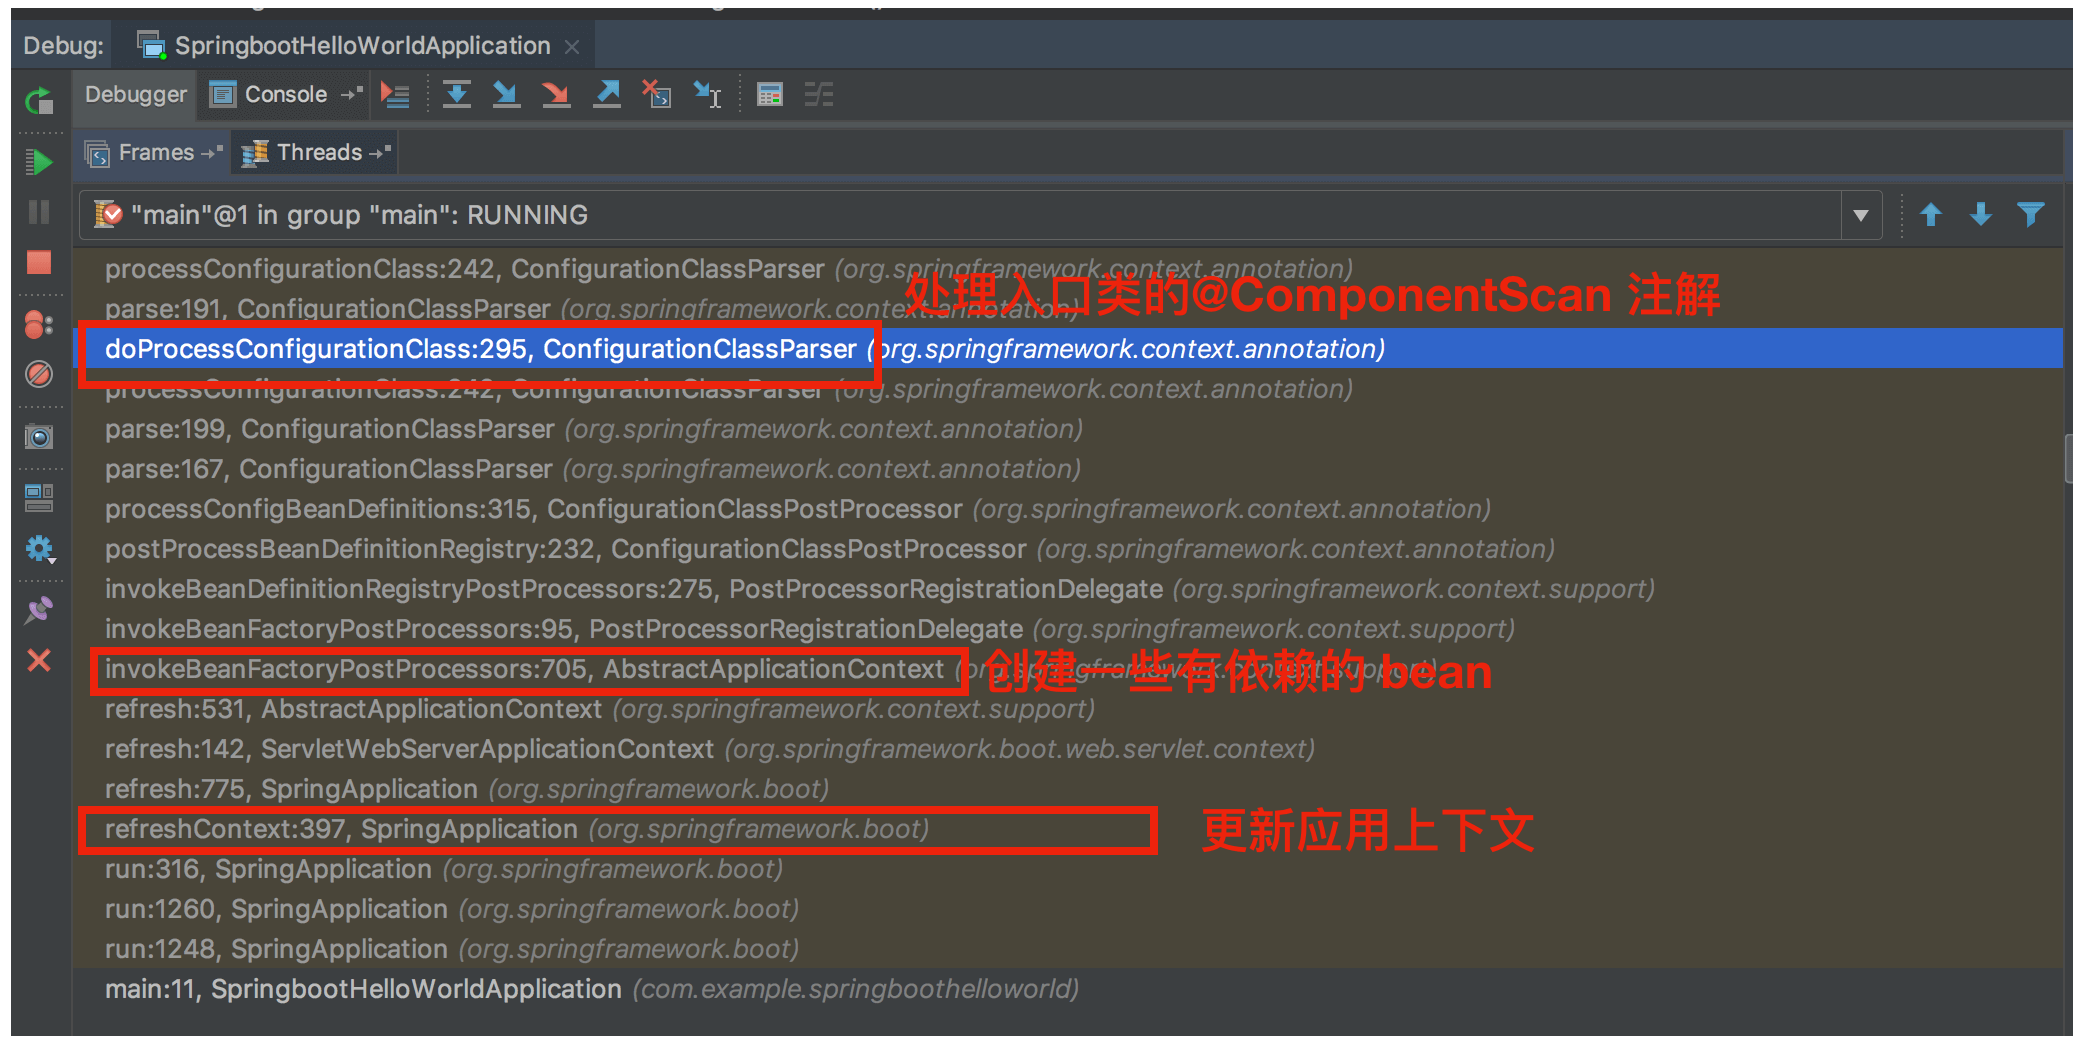 Debug: SpringbootHelloWorldApplication
Debugger Console
Frames Threads
"main"@1 in group "main": RUNNING
processConfigurationClass:242, ConfigurationClassParser (org.springframework.context.annotation)
处理入口类的@ComponentScan 注解
parse:191, ConfigurationClassParser (org.springframework.context.annotation)
doProcessConfigurationClass:295, ConfigurationClassParser (org.springframework.context.annotation)
processConfigurationClass:242, ConfigurationClassParser (org.springframework.context.annotation)
parse:199, ConfigurationClassParser (org.springframework.context.annotation)
parse:167, ConfigurationClassParser (org.springframework.context.annotation)
processConfigBeanDefinitions:315, ConfigurationClassPostProcessor (org.springframework.context.annotation)
postProcessBeanDefinitionRegistry:232, ConfigurationClassPostProcessor (org.springframework.context.annotation)
invokeBeanDefinitionRegistryPostProcessors:275, PostProcessorRegistrationDelegate (org.springframework.context.support)
invokeBeanFactoryPostProcessors:95, PostProcessorRegistrationDelegate (org.springframework.context.support)
invokeBeanFactoryPostProcessors:705, AbstractApplicationContext (org.springframework.context.support)
创建一些有依赖的 bean
refresh:531, AbstractApplicationContext (org.springframework.context.support)
refresh:142, ServletWebServerApplicationContext (org.springframework.boot.web.servlet.context)
refresh:775, SpringApplication (org.springframework.boot)
refreshContext:397, SpringApplication (org.springframework.boot)
更新应用上下文
run:316, SpringApplication (org.springframework.boot)
run:1260, SpringApplication (org.springframework.boot)
run:1248, SpringApplication (org.springframework.boot)
main:11, SpringbootHelloWorldApplication (com.example.springboothelloworld)